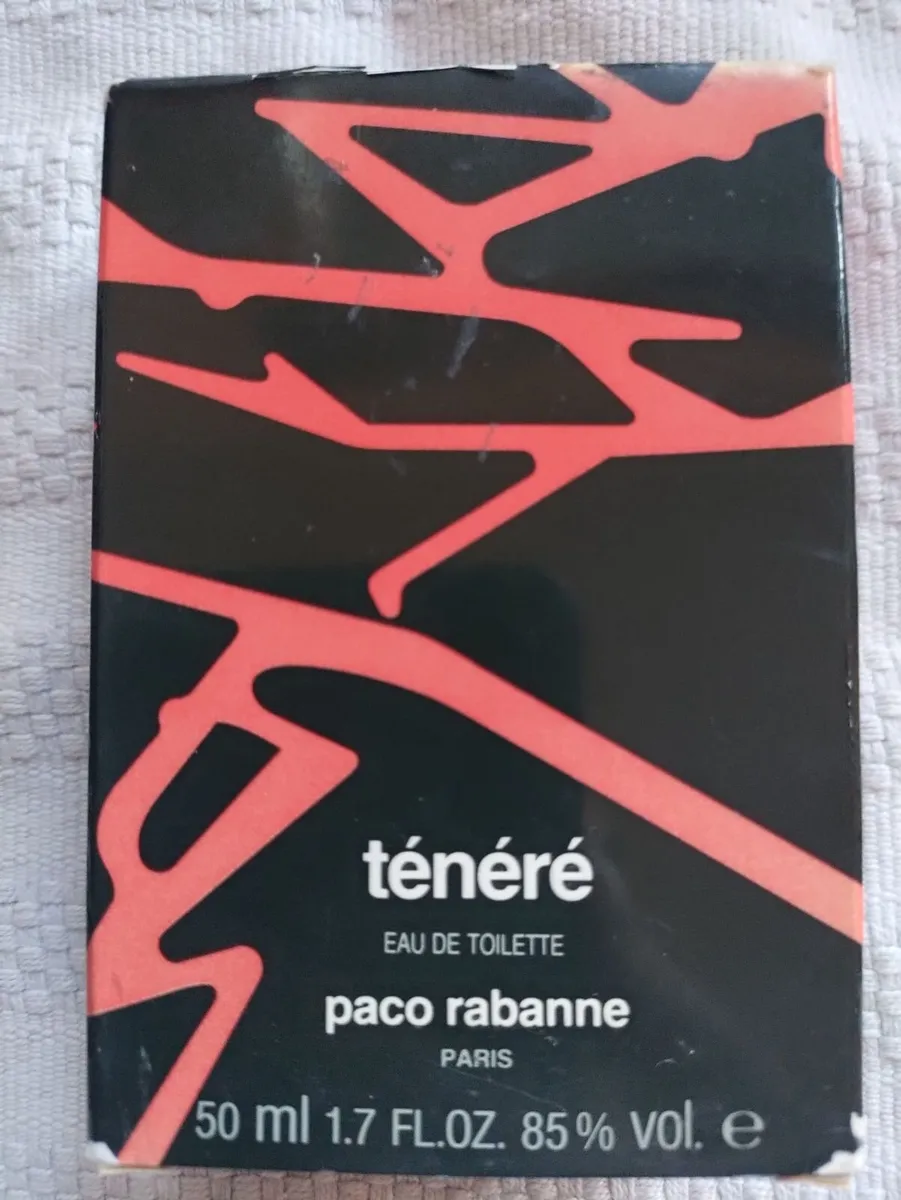 ténéré
EAU DE TOILETTE
paco rabanne
PARIS
50 ml 1.7 FL.OZ. 85% vol. ℮